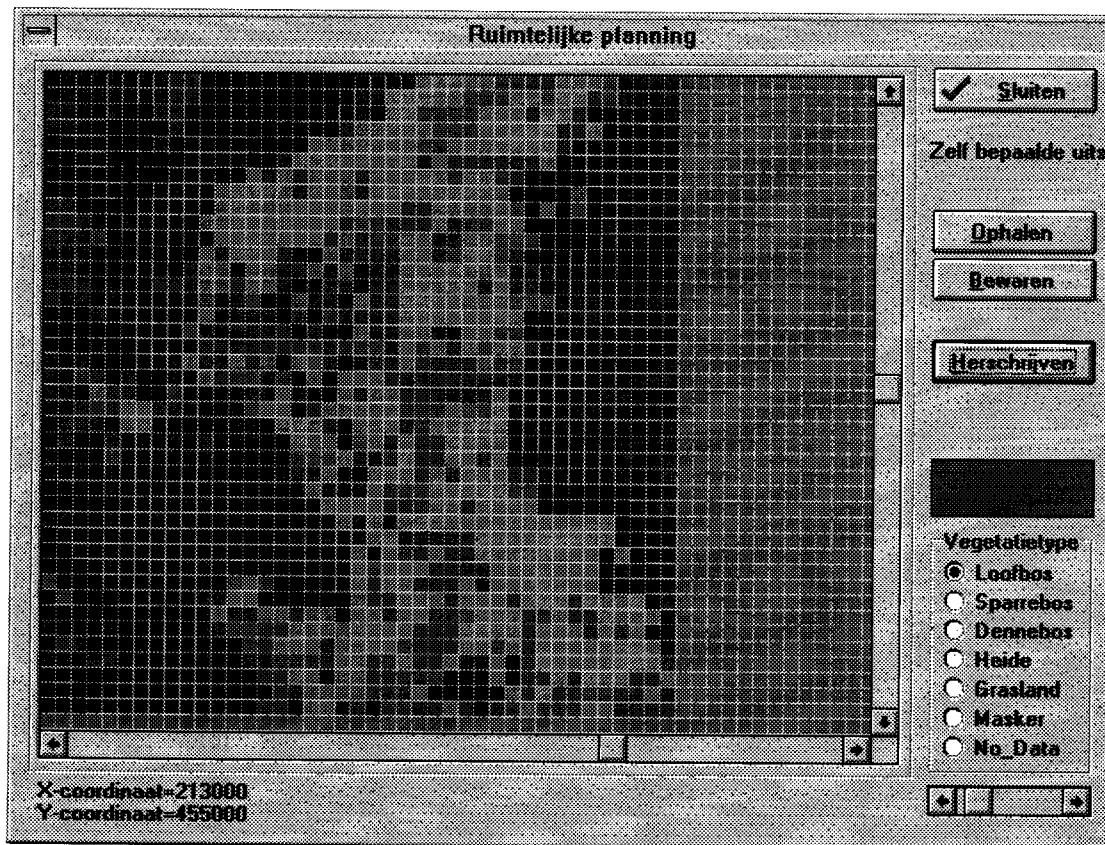 Ruimtelijke planning
Sluiten
Zelf bepaalde uits
Ophalen
Bewaren
Herschrijven
Vegetatietype
Loofbos
Sparrebos
Dennebos
Heide
Grasland
Masker
No_Data
X-coordinaat=213000
Y-coordinaat=455000